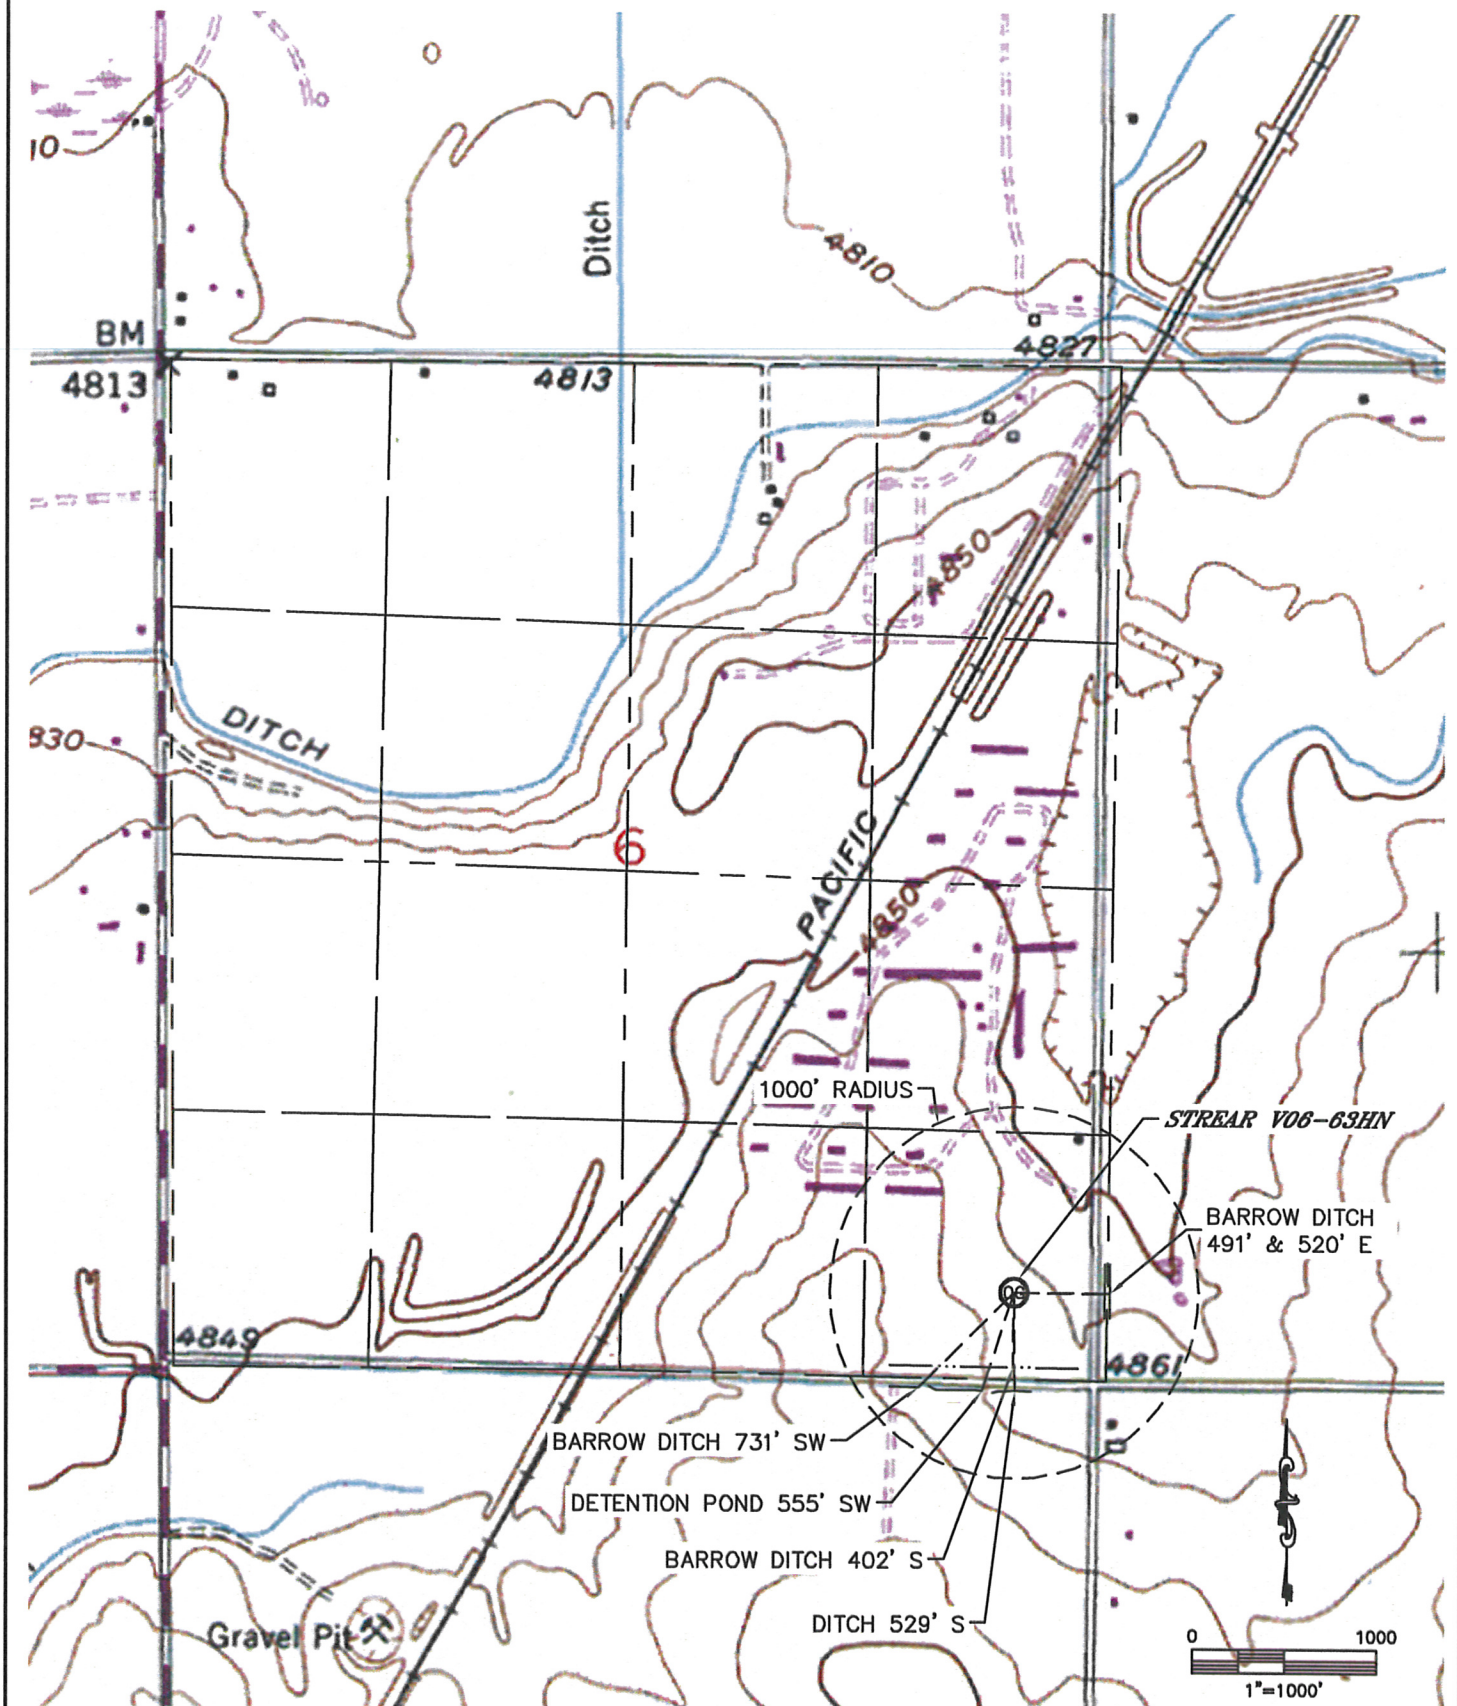 10
Ditch
4810
BM
4827
4813
4813
4850
830
DITCH
6
PACIFIC
4850
1000' RADIUS
STREAR V06-63HN
BARROW DITCH
491' & 520' E
OG
4849
4861
BARROW DITCH 731' SW
DETENTION POND 555' SW
BARROW DITCH 402' S
DITCH 529' S
Gravel Pit
0 1000
1"=1000'